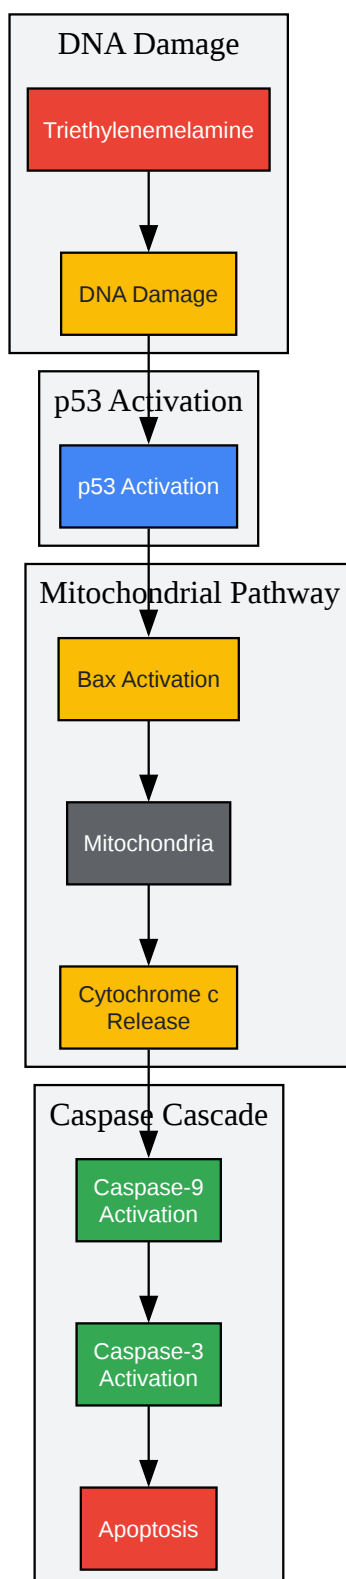 DNA Damage
Triethylenemelamine
DNA Damage
p53 Activation
p53 Activation
Mitochondrial Pathway
Bax Activation
Mitochondria
Cytochrome c
Release
Caspase Cascade
Caspase-9
Activation
Caspase-3
Activation
Apoptosis